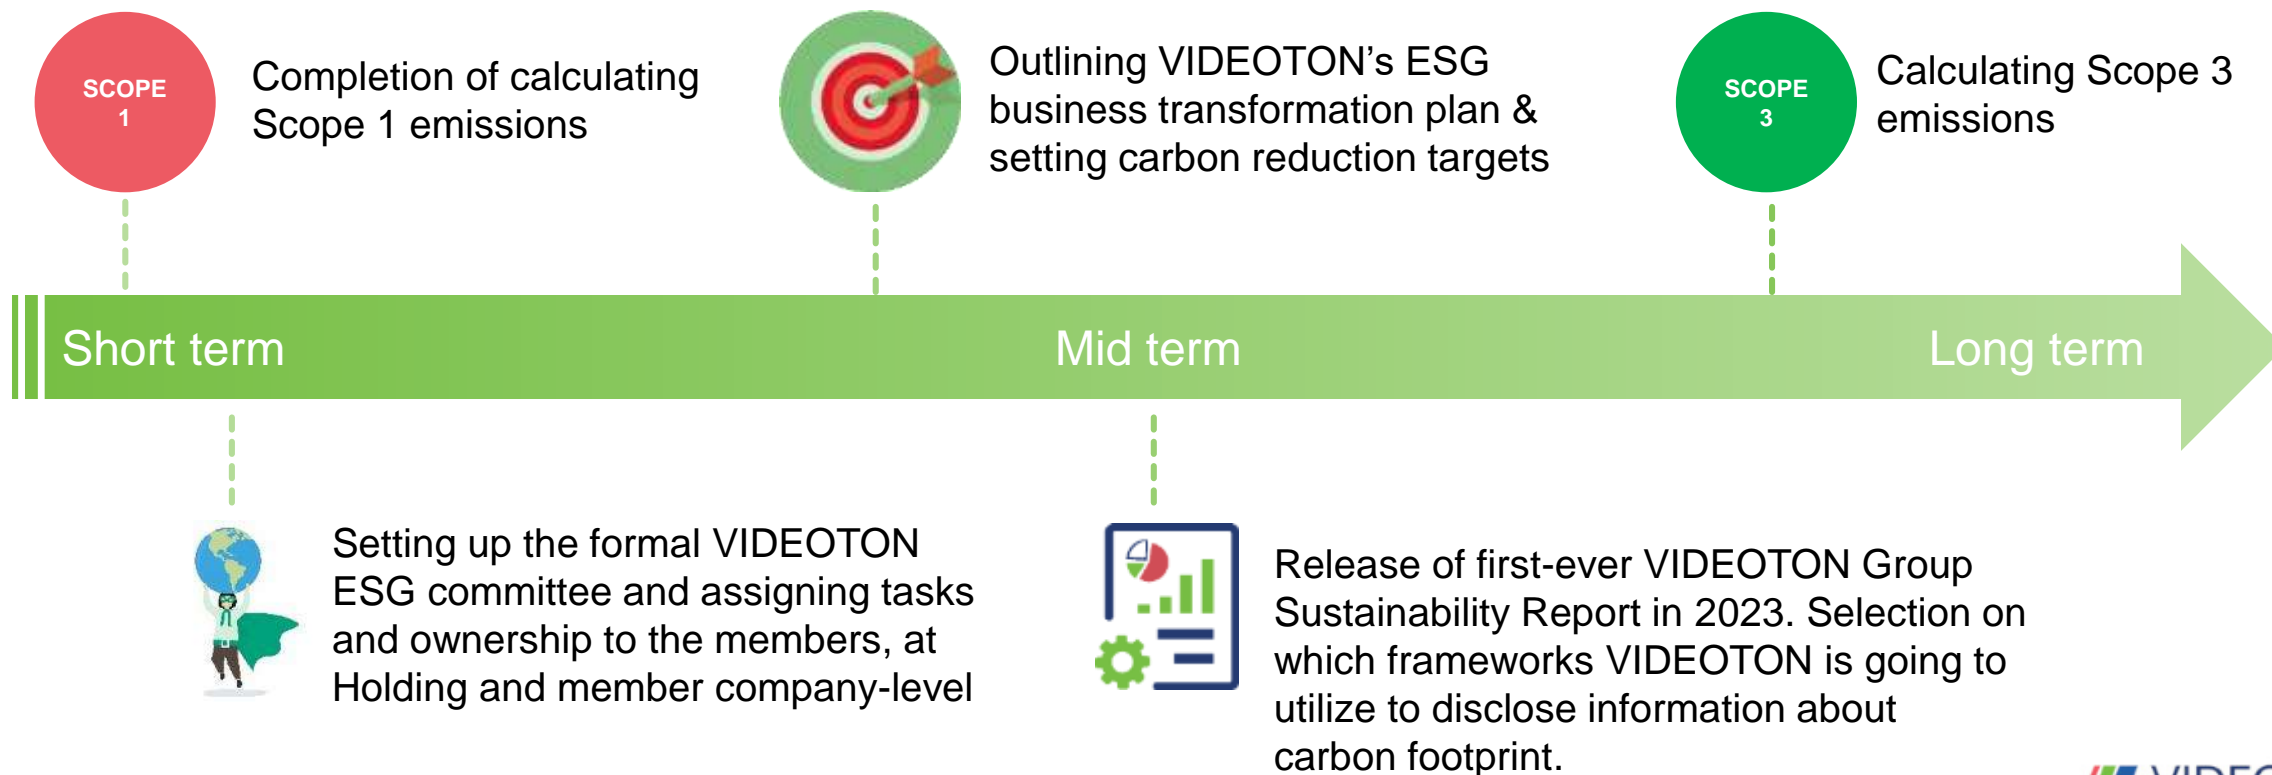 SCOPE
1
Completion of calculating
Scope 1 emissions
Outlining VIDEOTON's ESG
business transformation plan &
setting carbon reduction targets
SCOPE
3
Calculating Scope 3
emissions
Short term
Mid term
Long term
Setting up the formal VIDEOTON
ESG committee and assigning tasks
and ownership to the members, at
Holding and member company-level
Release of first-ever VIDEOTON Group
Sustainability Report in 2023. Selection on
which frameworks VIDEOTON is going to
utilize to disclose information about
carbon footprint.